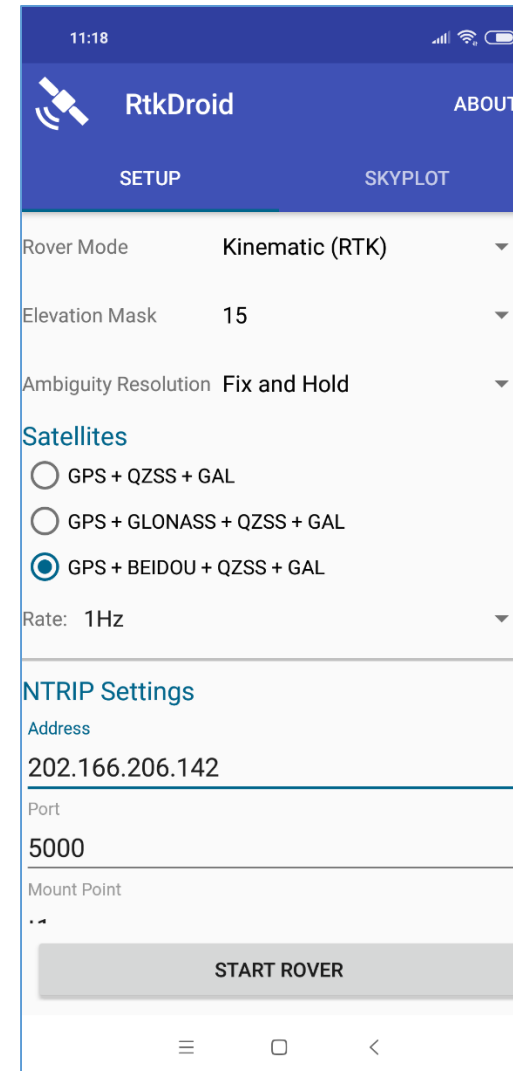 11:18
RtkDroid ABOUT
SETUP SKYPLOT
Rover Mode Kinematic (RTK)
Elevation Mask 15
Ambiguity Resolution Fix and Hold
Satellites
GPS + QZSS + GAL
GPS + GLONASS + QZSS + GAL
GPS + BEIDOU + QZSS + GAL
Rate: 1Hz
NTRIP Settings
Address
202.166.206.142
Port
5000
Mount Point
START ROVER